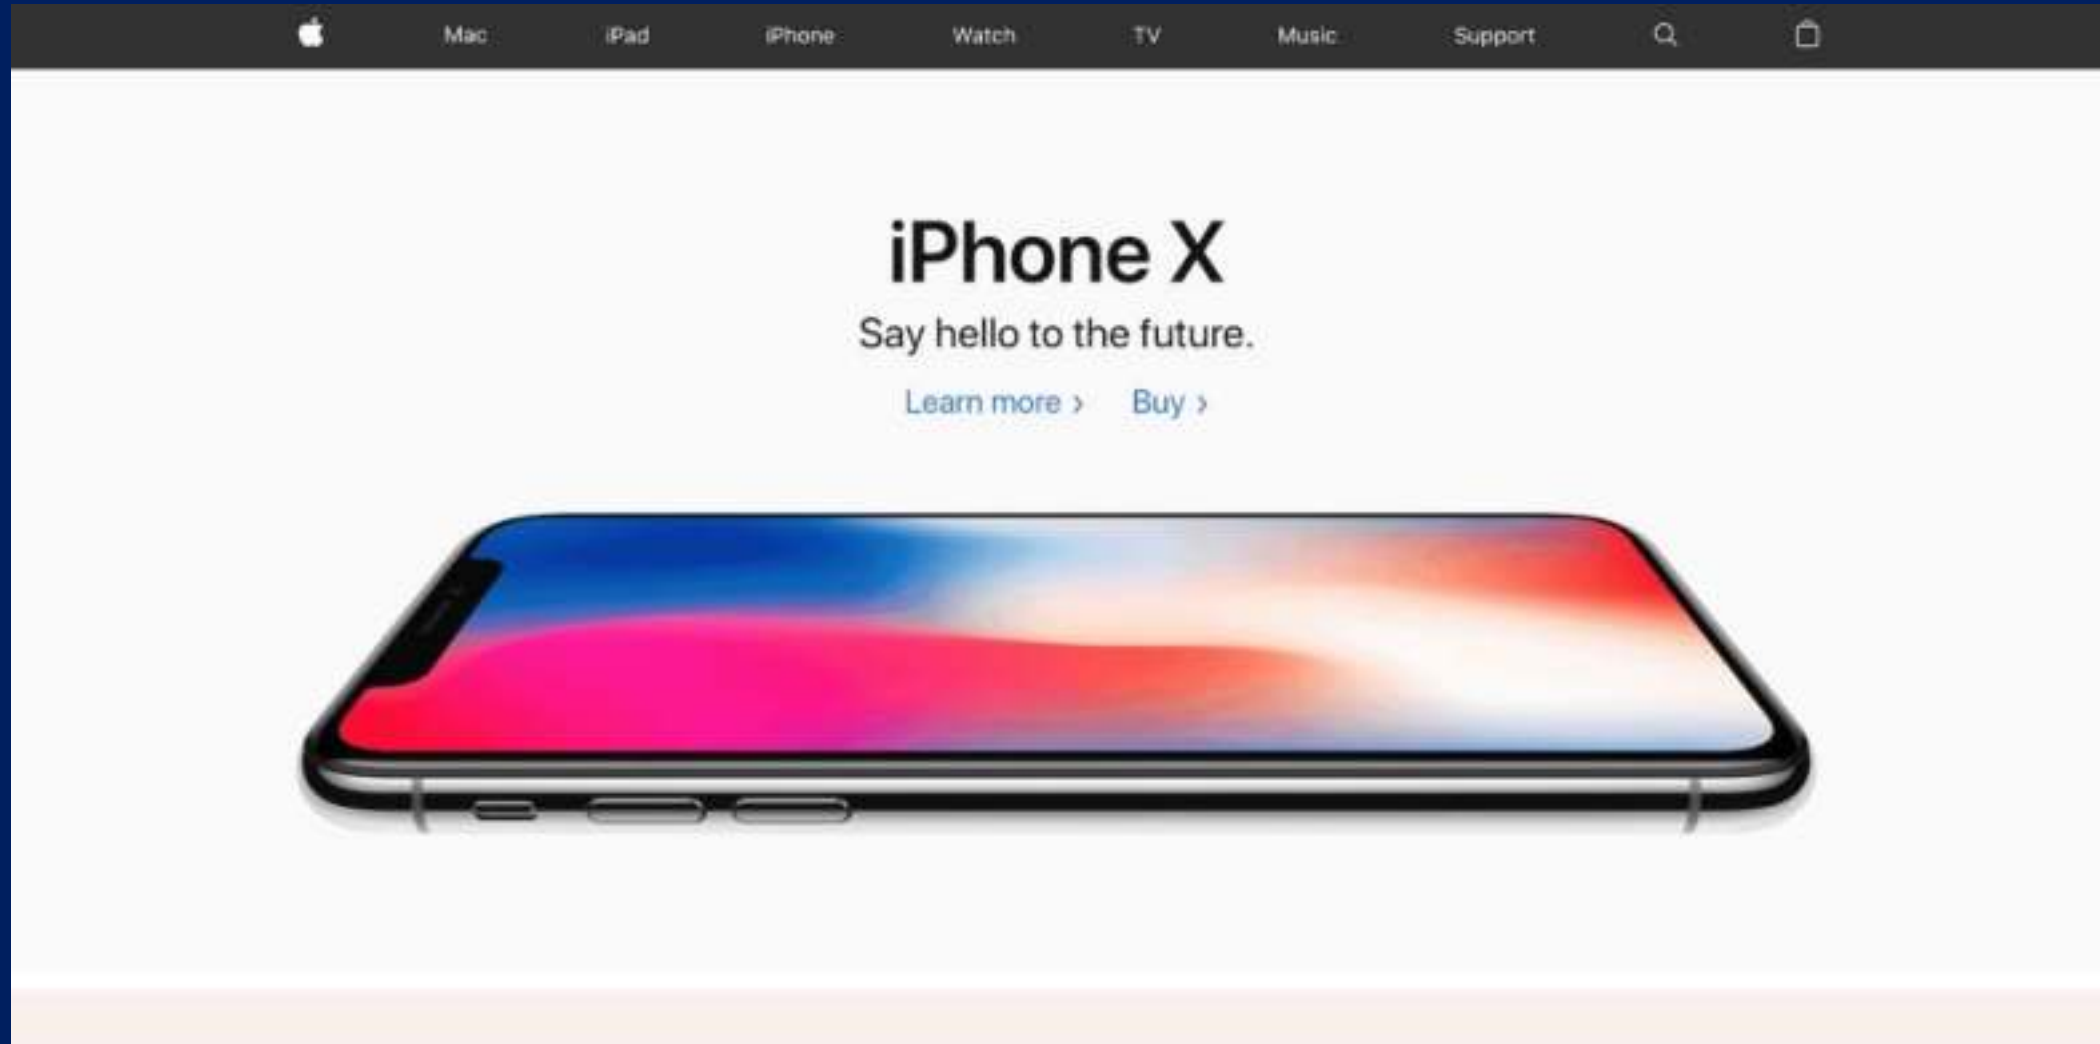 Mac iPad iPhone Watch TV Music Support
iPhone X
Say hello to the future.
Learn more > Buy >